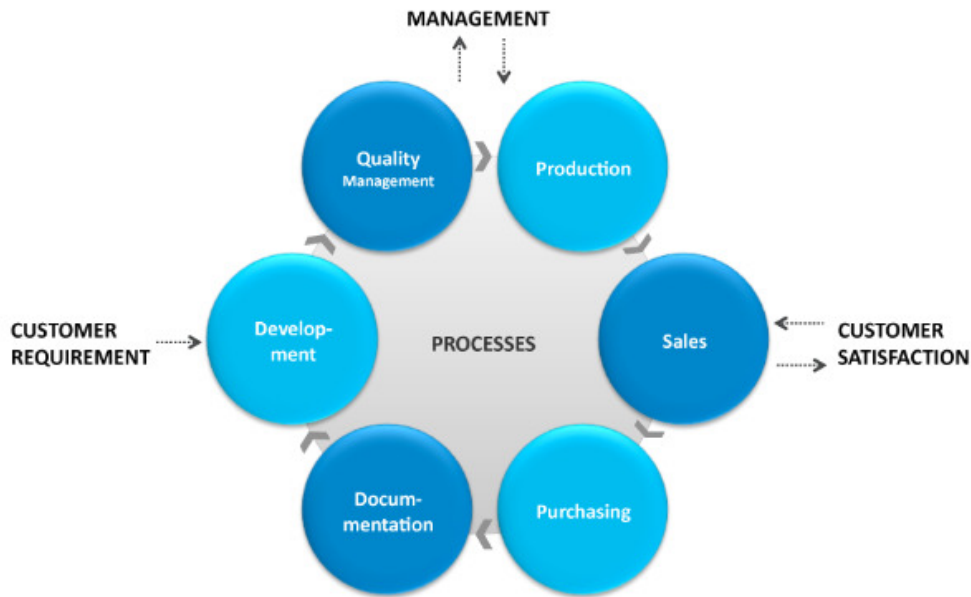 MANAGEMENT
Quality
Management
Production
CUSTOMER
REQUIREMENT
Develop-
ment
PROCESSES
Sales
CUSTOMER
SATISFACTION
Docum-
mentation
Purchasing